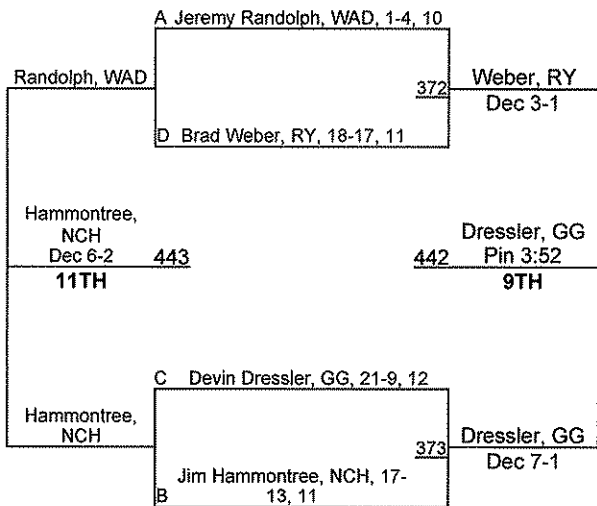 A Jeremy Randolph, WAD, 1-4, 10
Randolph, WAD
372
Weber, RY
Dec 3-1
D Brad Weber, RY, 18-17, 11
Hammontree,
NCH
Dec 6-2
443
11TH
Dressler, GG
442
Pin 3:52
9TH
C Devin Dressler, GG, 21-9, 12
Hammontree,
NCH
373
Dressler, GG
Dec 7-1
Jim Hammontree, NCH, 17-
B
13, 11